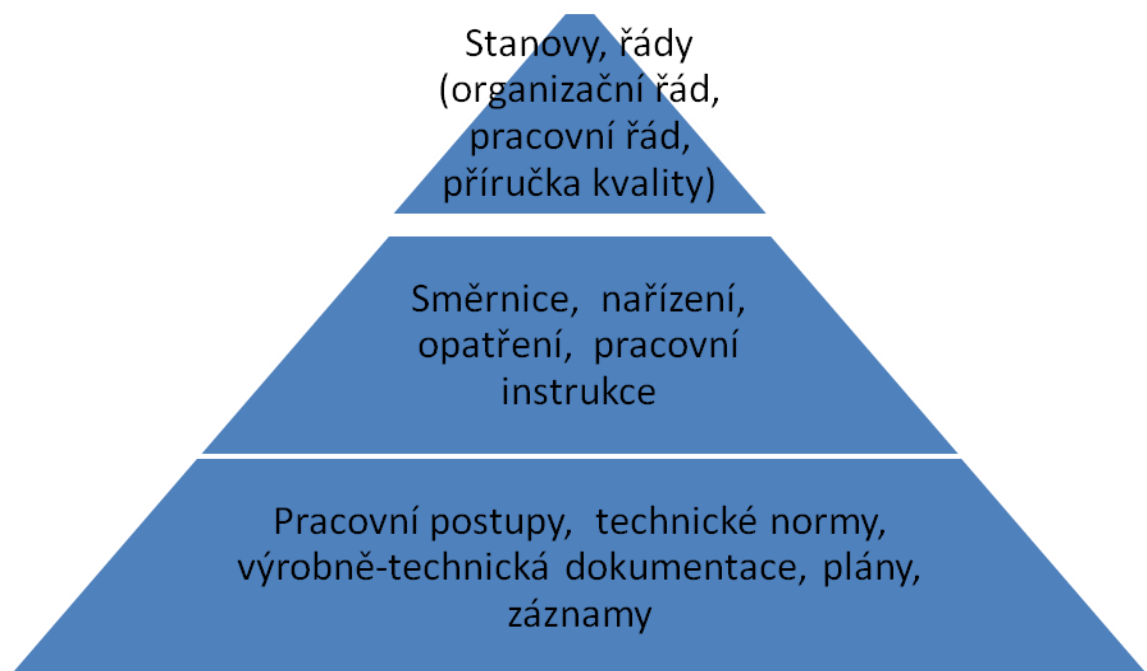 Stanovy, řády
(organizační řád,
pracovní řád,
příručka kvality)
Směrnice, nařízení,
opatření, pracovní
instrukce
Pracovní postupy, technické normy,
výrobně-technická dokumentace, plány,
záznamy